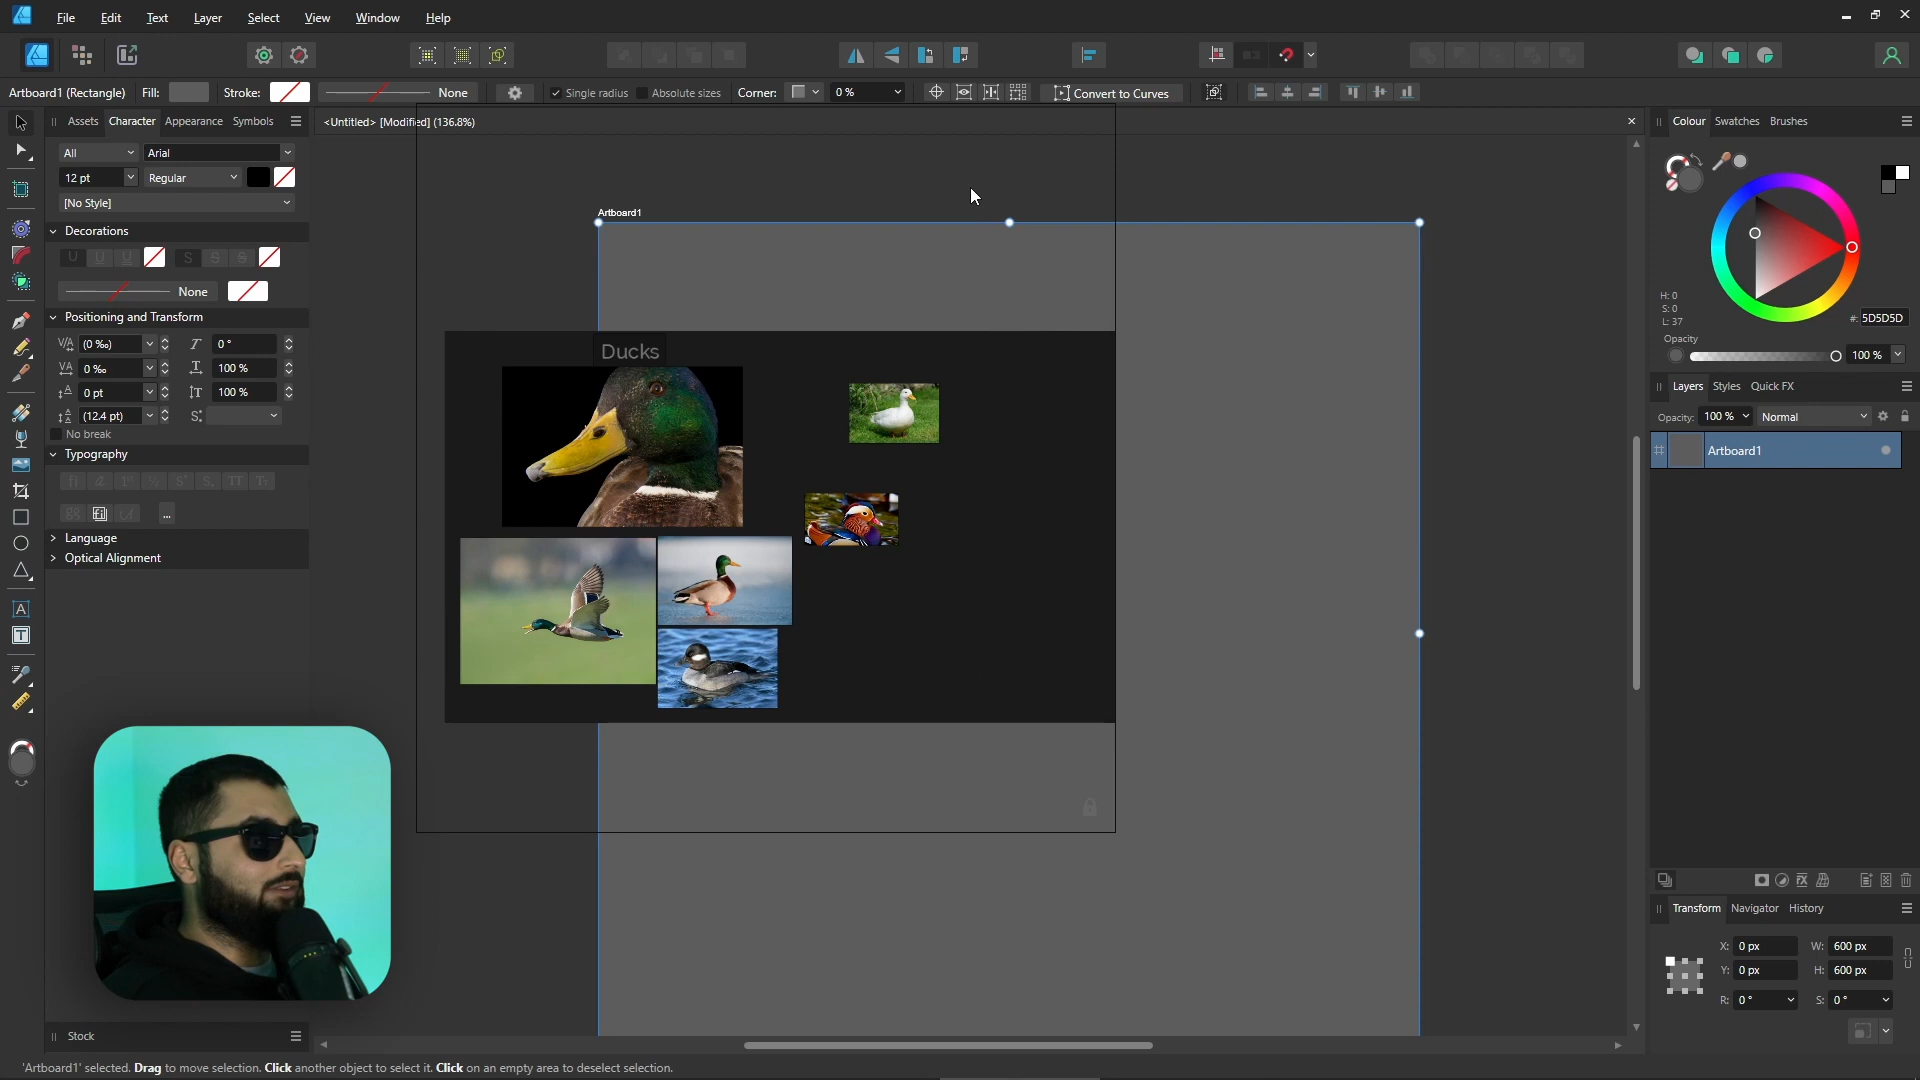 File Edit Text Layer Select View Window Help
Artboard1 (Rectangle) Fill: Stroke: None Single radius Absolute sizes Corner: 0 % Convert to Curves
Assets Character Appearance Symbols
<Untitled> [Modified] (136.8%)
Colour Swatches Brushes
All Arial
12 pt Regular
[No Style]
Decorations
U U U S S S
None
Positioning and Transform
(0 ‰) 0 °
0 ‰ 100 %
0 pt 100 %
(12.4 pt)
No break
Typography
...
Language
Optical Alignment
Artboard1
Ducks
H: 0
S: 0
L: 37
#: 5D5D5D
Opacity
100 %
Layers Styles Quick FX
Opacity: 100 % Normal
Artboard1
Transform Navigator History
X: 0 px W: 600 px
Y: 0 px H: 600 px
R: 0 ° S: 0 °
Stock
'Artboard1' selected. Drag to move selection. Click another object to select it. Click on an empty area to deselect selection.